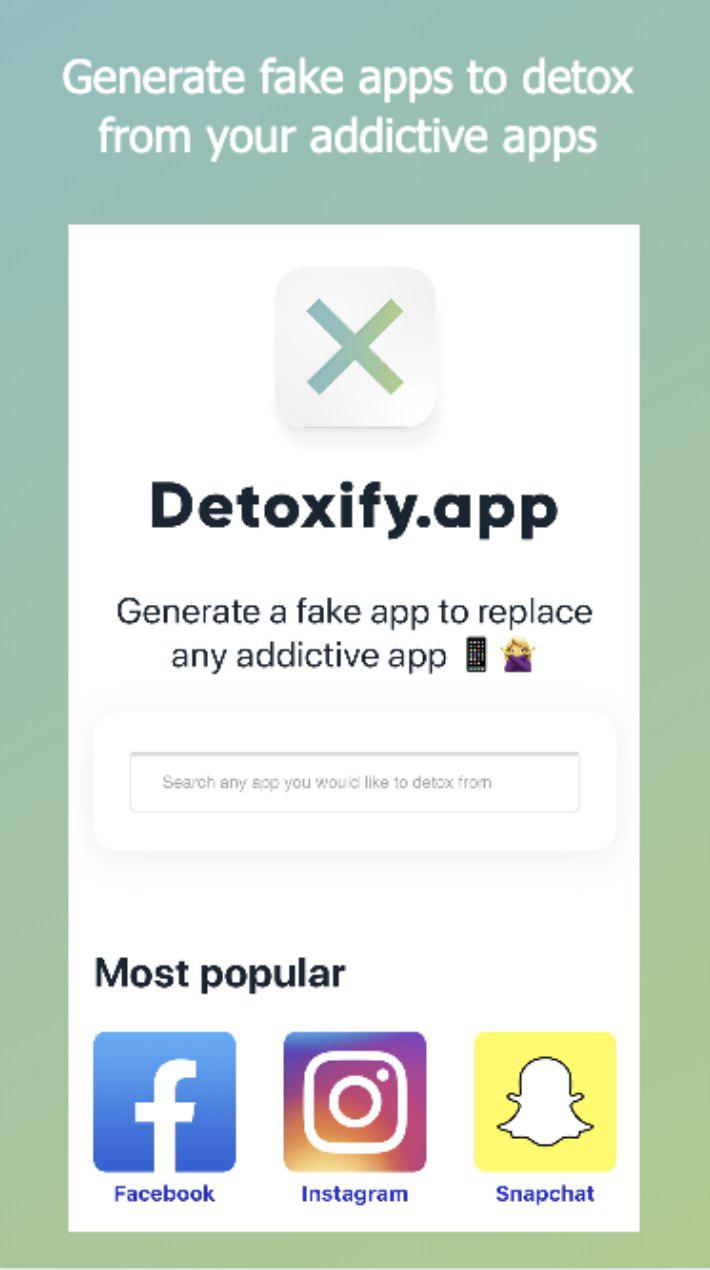 Generate fake apps to detox
from your addictive apps
Detoxify.app
Generate a fake app to replace
any addictive app 📱 🤷‍♀️
Search any app you would like to detox from
Most popular
Facebook
Instagram
Snapchat